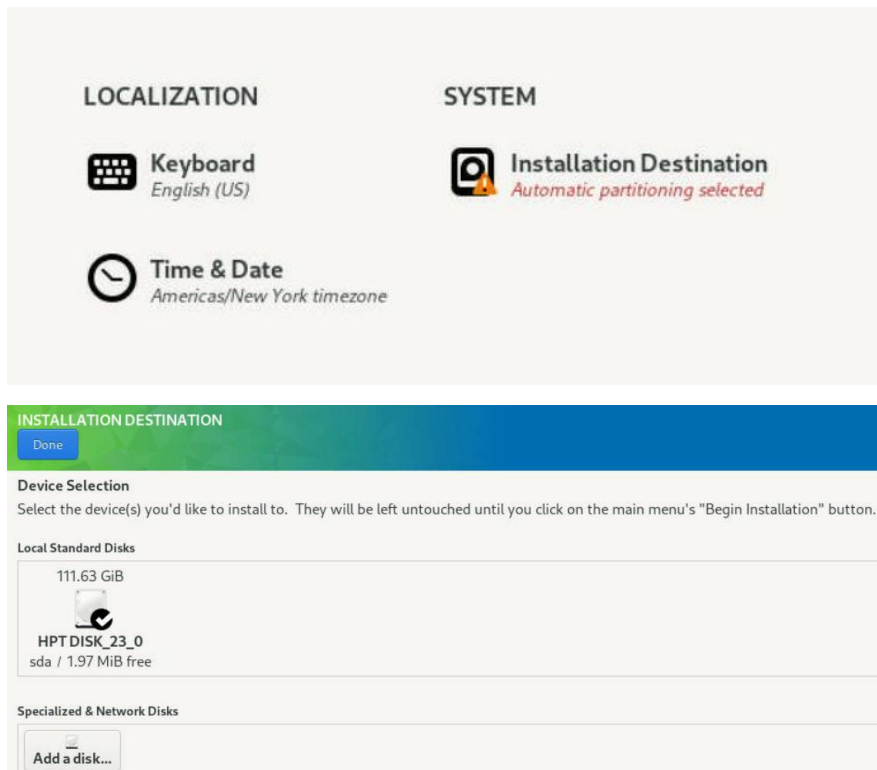 LOCALIZATION
SYSTEM
Keyboard
English (US)
Installation Destination
Automatic partitioning selected
Time & Date
Americas/New York timezone
INSTALLATION DESTINATION
Done
Device Selection
Select the device(s) you'd like to install to. They will be left untouched until you click on the main menu's "Begin Installation" button.
Local Standard Disks
111.63 GiB
HPT DISK_23_0
sda / 1.97 MiB free
Specialized & Network Disks
Add a disk...